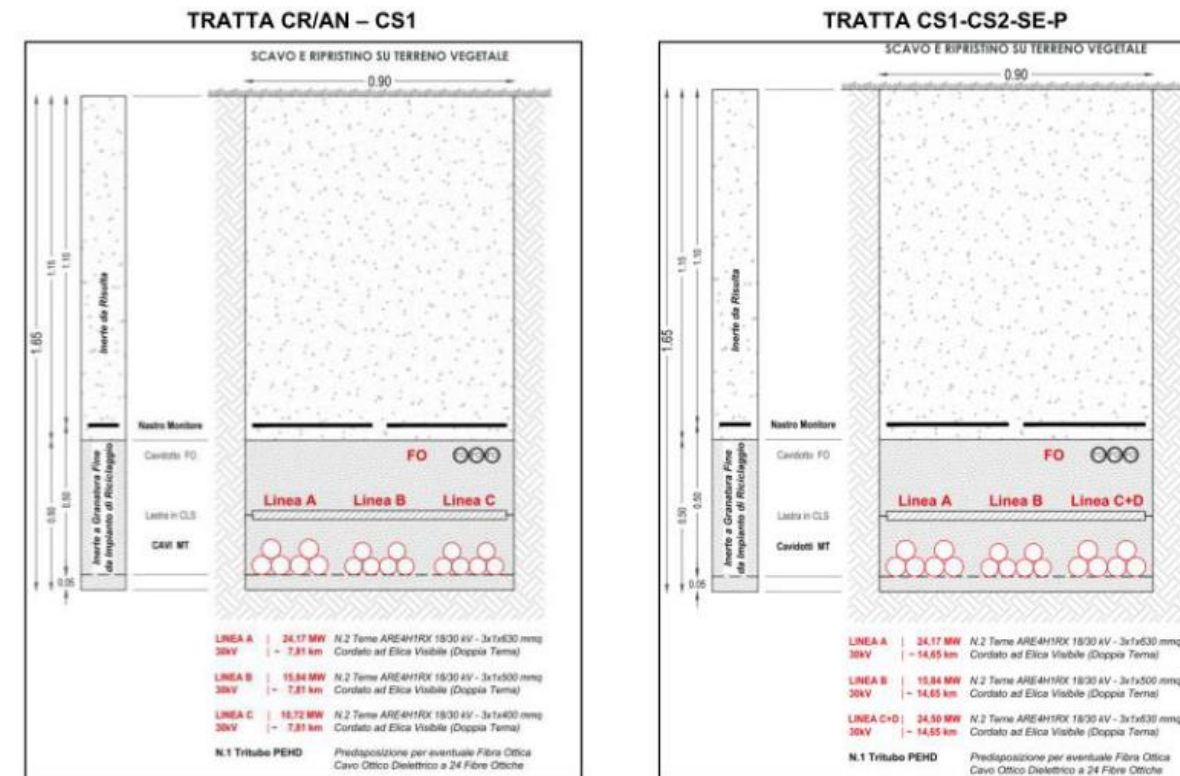 TRATTA CR/AN – CS1
SCAVO E RIPRISTINO SU TERRENO VEGETALE
0.90
1.65
1.15
1.10
0.50
0.50
0.05
Inerte da Risulta
Inerte a Granatura Fine
da Impianto di Riciclaggio
Nastro Monitore
Cavidotto FO
Lastra in CLS
CAVI MT
FO
Linea A Linea B Linea C
LINEA A | 24,17 MW N.2 Terne ARE4H1RX 18/30 kV - 3x1x630 mmq
30kV | ~ 7,81 km Cordato ad Elica Visibile (Doppia Terna)
LINEA B | 15,84 MW N.2 Terne ARE4H1RX 18/30 kV - 3x1x500 mmq
30kV | ~ 7,81 km Cordato ad Elica Visibile (Doppia Terna)
LINEA C | 10,72 MW N.2 Terne ARE4H1RX 18/30 kV - 3x1x400 mmq
30kV | ~ 7,81 km Cordato ad Elica Visibile (Doppia Terna)
N.1 Tritubo PEHD Predisposizione per eventuale Fibra Ottica
Cavo Ottico Dielettrico a 24 Fibre Ottiche
TRATTA CS1-CS2-SE-P
SCAVO E RIPRISTINO SU TERRENO VEGETALE
0.90
1.65
1.15
1.10
0.50
0.50
0.05
Inerte da Risulta
Inerte a Granatura Fine
da Impianto di Riciclaggio
Nastro Monitore
Cavidotto FO
Lastra in CLS
Cavidotti MT
FO
Linea A Linea B Linea C+D
LINEA A | 24,17 MW N.2 Terne ARE4H1RX 18/30 kV - 3x1x630 mmq
30kV | ~ 14,65 km Cordato ad Elica Visibile (Doppia Terna)
LINEA B | 15,84 MW N.2 Terne ARE4H1RX 18/30 kV - 3x1x500 mmq
30kV | ~ 14,65 km Cordato ad Elica Visibile (Doppia Terna)
LINEA C+D | 24,50 MW N.2 Terne ARE4H1RX 18/30 kV - 3x1x630 mmq
30kV | ~ 14,65 km Cordato ad Elica Visibile (Doppia Terna)
N.1 Tritubo PEHD Predisposizione per eventuale Fibra Ottica
Cavo Ottico Dielettrico a 24 Fibre Ottiche